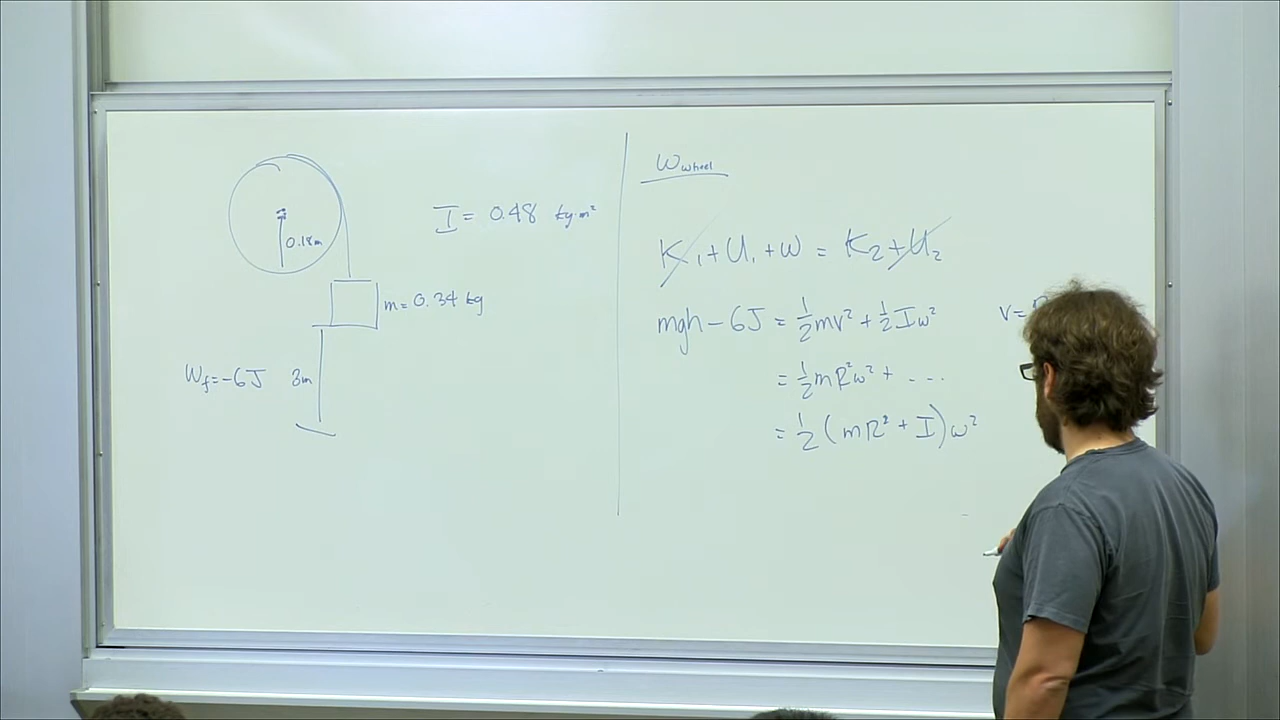 0.18m
I = 0.48 kg·m²
m = 0.34 kg
W_f = -6J 3m
ω wheel
K₁ + U₁ + W = K₂ + U₂
mgh - 6J = ½mv² + ½Iω²
v =
= ½mR²ω² + ...
= ½(mR² + I)ω²